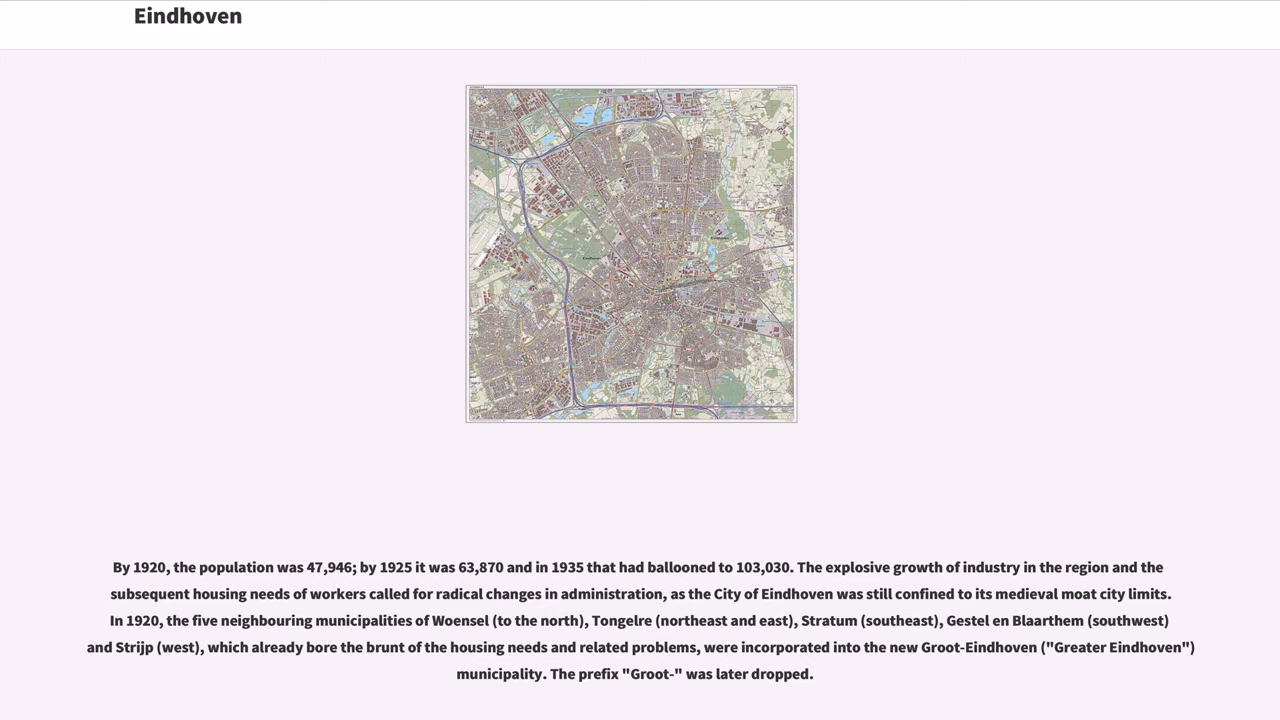 Eindhoven
By 1920, the population was 47,946; by 1925 it was 63,870 and in 1935 that had ballooned to 103,030. The explosive growth of industry in the region and the
subsequent housing needs of workers called for radical changes in administration, as the City of Eindhoven was still confined to its medieval moat city limits.
In 1920, the five neighbouring municipalities of Woensel (to the north), Tongelre (northeast and east), Stratum (southeast), Gestel en Blaarthem (southwest)
and Strijp (west), which already bore the brunt of the housing needs and related problems, were incorporated into the new Groot-Eindhoven ("Greater Eindhoven")
municipality. The prefix "Groot-" was later dropped.